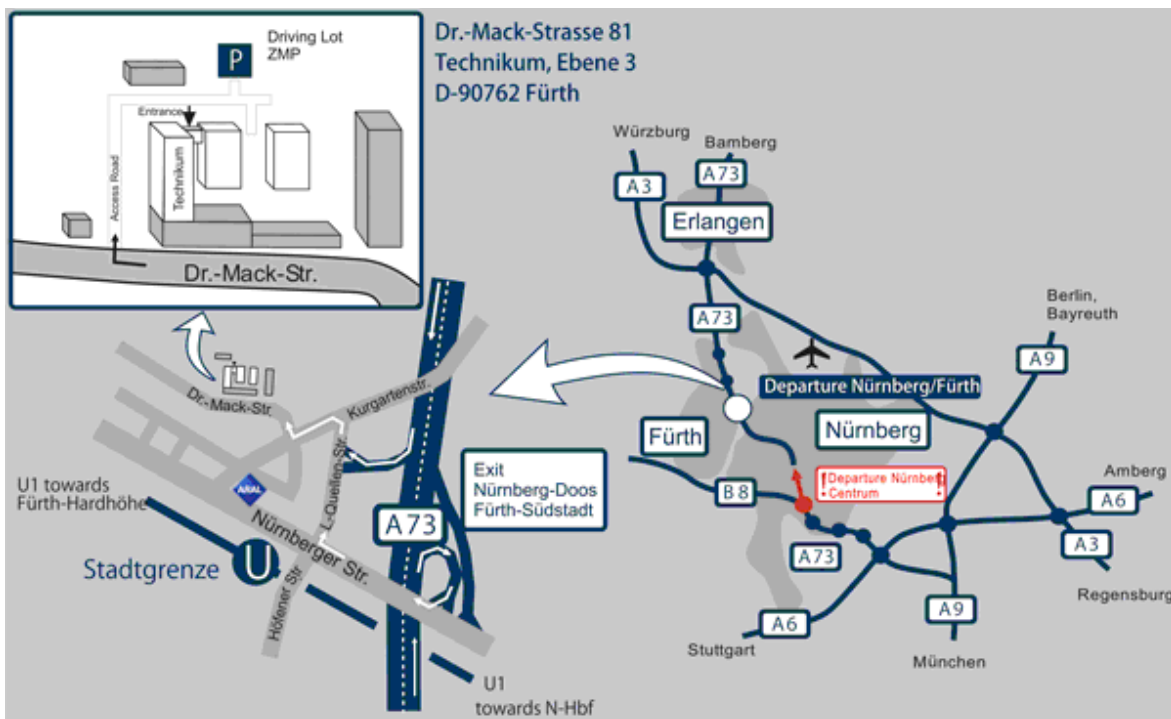 Driving Lot
ZMP
P
Entrance
Access Road
Technikum
Dr.-Mack-Str.
Dr.-Mack-Strasse 81
Technikum, Ebene 3
D-90762 Fürth
Würzburg
Bamberg
A3
A73
Erlangen
A73
Berlin,
Bayreuth
A9
Departure Nürnberg/Fürth
Fürth
Nürnberg
B8
! Departure Nürnberg !
Centrum
Amberg
A6
A3
Regensburg
A73
A6
Stuttgart
A9
München
Dr.-Mack-Str.
Kurgartenstr.
L.-Quellen-Str.
ARAL
U1 towards
Fürth-Hardhöhe
Nürnberger Str.
A73
Exit
Nürnberg-Doos
Fürth-Südstadt
Stadtgrenze
U
Höfener Str
U1
towards N-Hbf